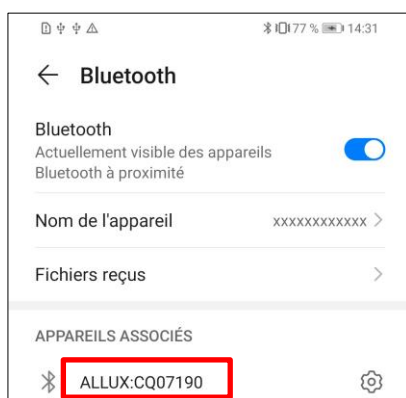 77 % 14:31
Bluetooth
Bluetooth
Actuellement visible des appareils
Bluetooth à proximité
Nom de l'appareil xxxxxxxxxxxx >
Fichiers reçus >
APPAREILS ASSOCIÉS
ALLUX:CQ07190